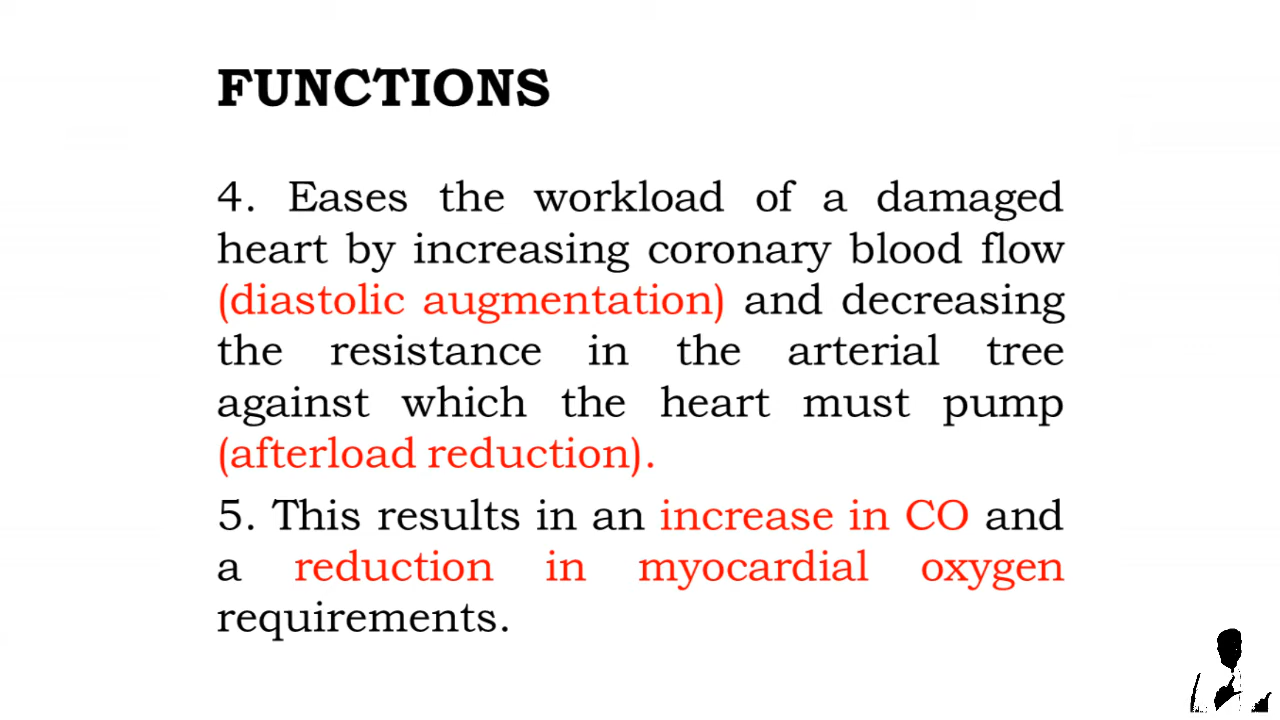 FUNCTIONS
4. Eases the workload of a damaged
heart by increasing coronary blood flow
(diastolic augmentation) and decreasing
the resistance in the arterial tree
against which the heart must pump
(afterload reduction).
5. This results in an increase in CO and
a reduction in myocardial oxygen
requirements.